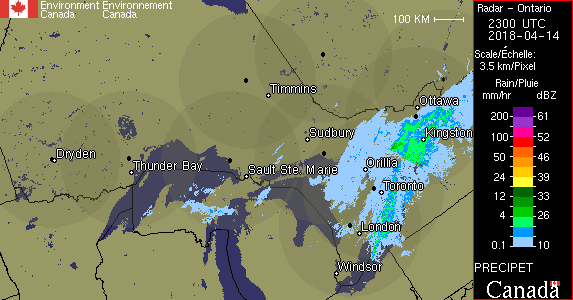 Environment Environnement
Canada Canada
100 KM
Timmins
Ottawa
Sudbury
Kingston
Dryden
Thunder Bay
Sault Ste. Marie
Orillia
Toronto
London
Windsor
Radar - Ontario
2300 UTC
2018-04-14
Scale/Échelle:
3.5 km/Pixel
Rain/Pluie
mm/hr dBZ
200 61
100 52
50 46
24 39
12 33
4 26
0.1 10
PRECIPET
Canada